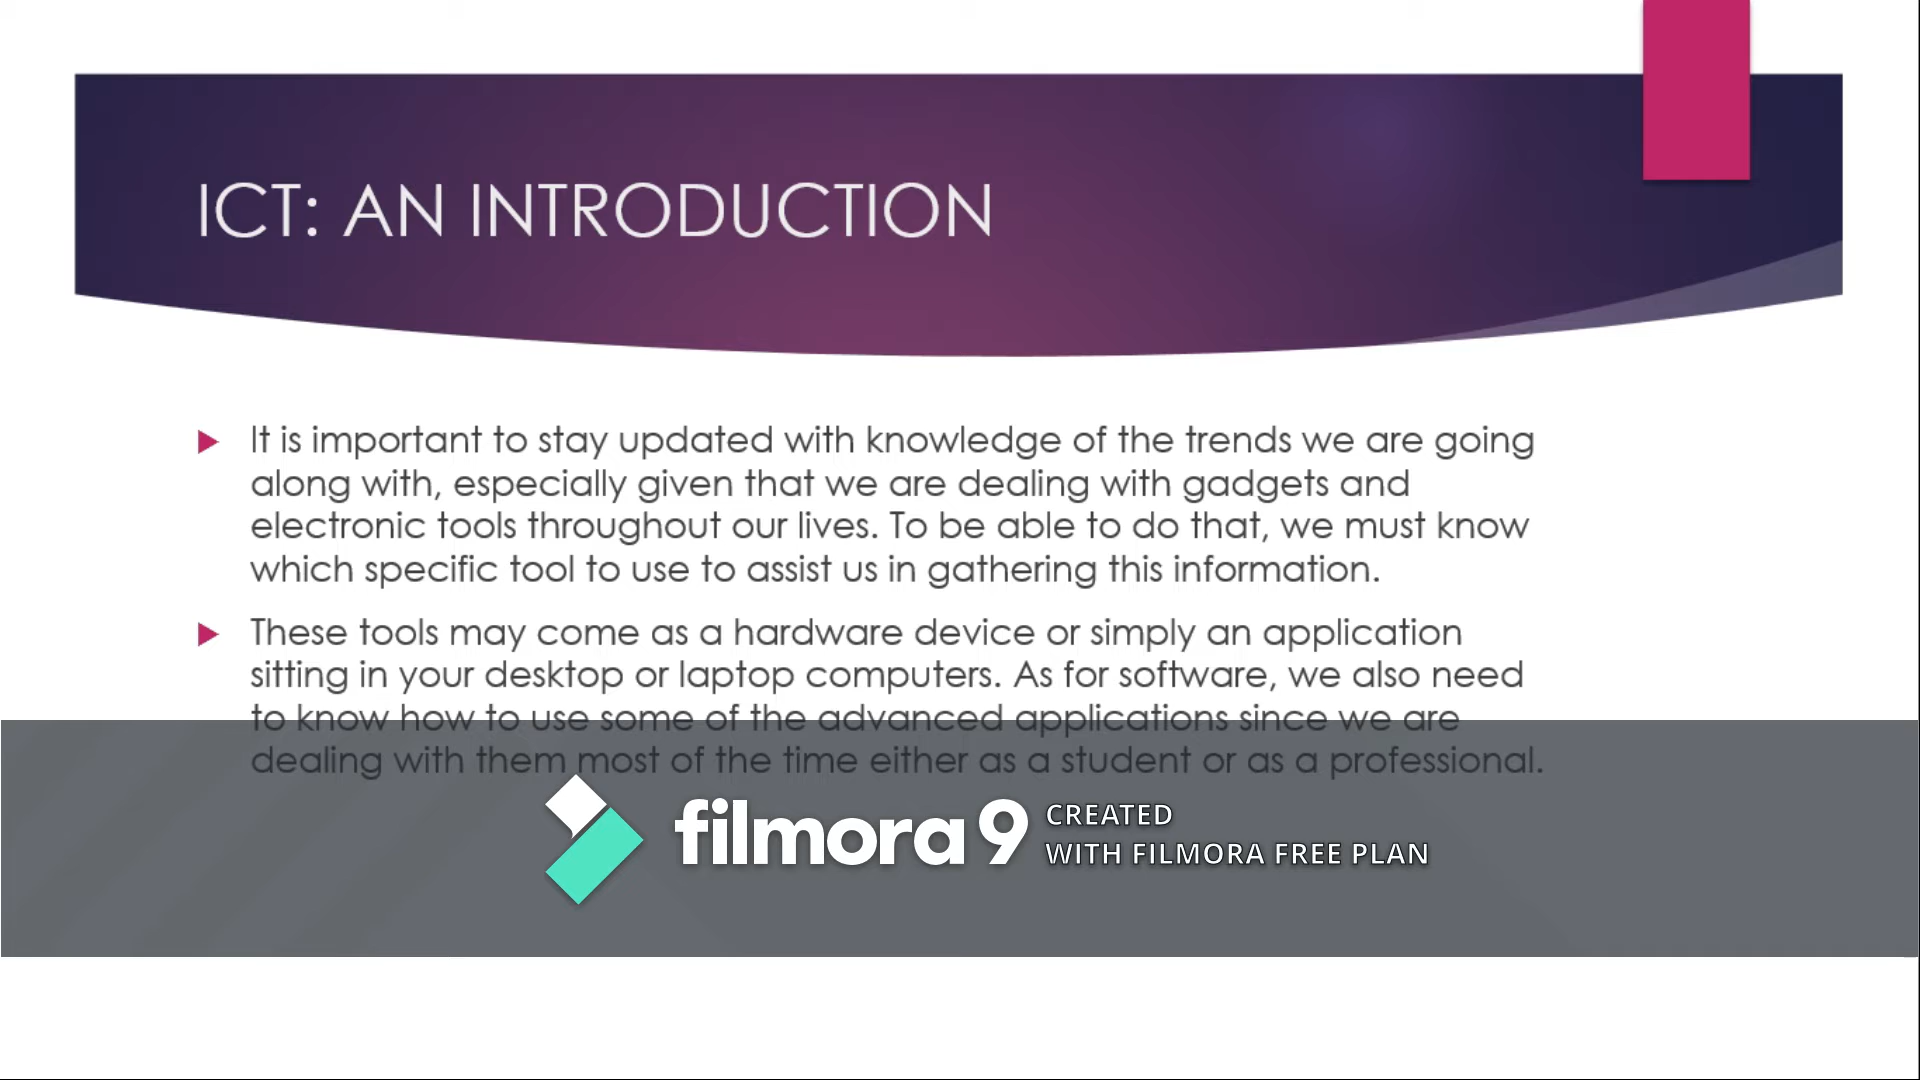 ICT: AN INTRODUCTION
It is important to stay updated with knowledge of the trends we are going
along with, especially given that we are dealing with gadgets and
electronic tools throughout our lives. To be able to do that, we must know
which specific tool to use to assist us in gathering this information.
These tools may come as a hardware device or simply an application
sitting in your desktop or laptop computers. As for software, we also need
to know how to use some of the advanced applications since we are
dealing with them most of the time either as a student or as a professional.
filmora 9
CREATED
WITH FILMORA FREE PLAN